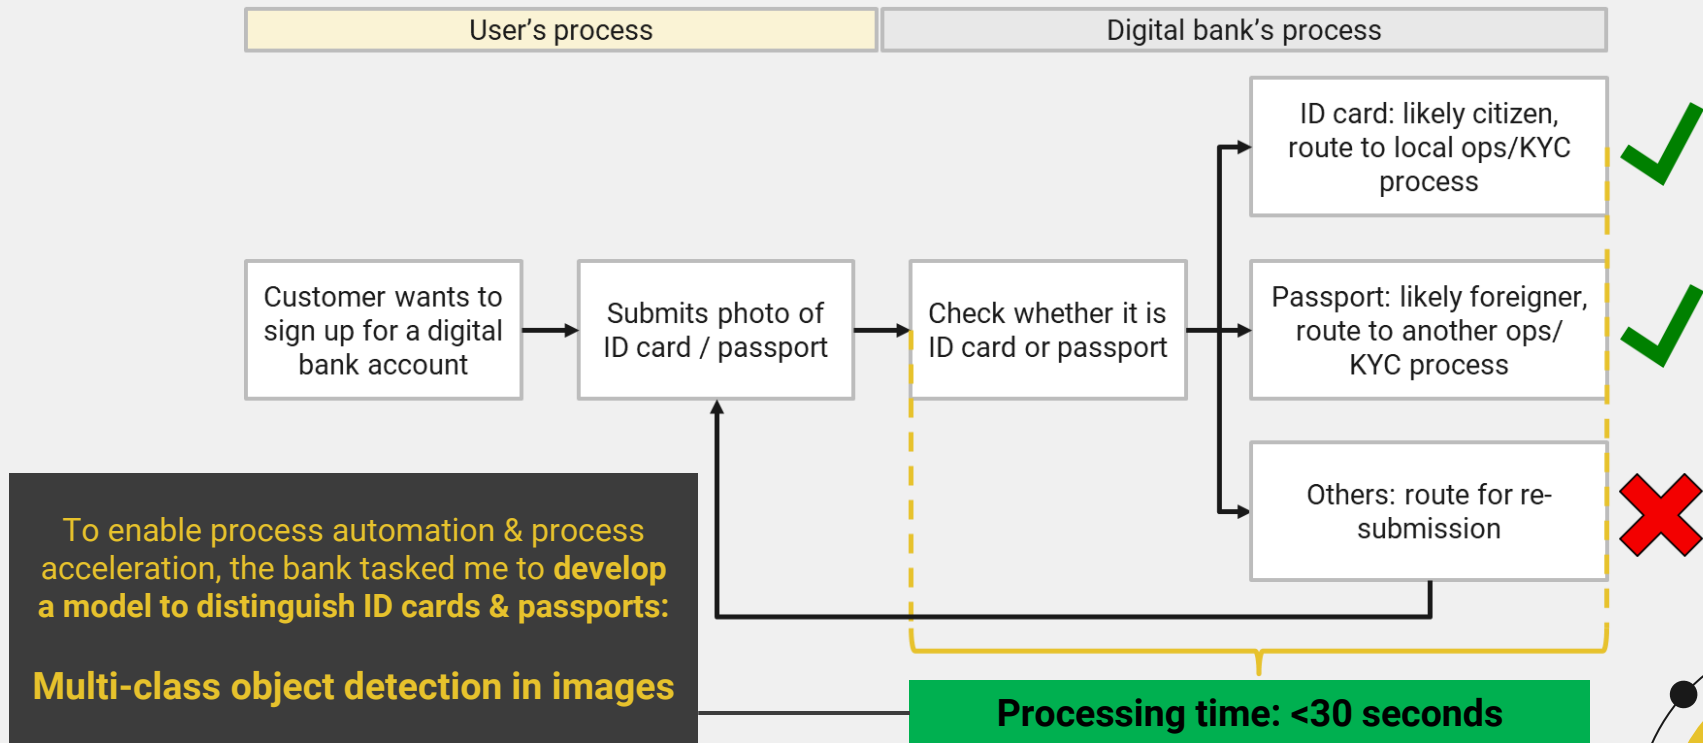 User's process
Digital bank's process
ID card: likely citizen,
route to local ops/KYC
process
Customer wants to
sign up for a digital
bank account
Submits photo of
ID card / passport
Check whether it is
ID card or passport
Passport: likely foreigner,
route to another ops/
KYC process
Others: route for re-
submission
To enable process automation & process
acceleration, the bank tasked me to develop
a model to distinguish ID cards & passports:
Multi-class object detection in images
Processing time: <30 seconds